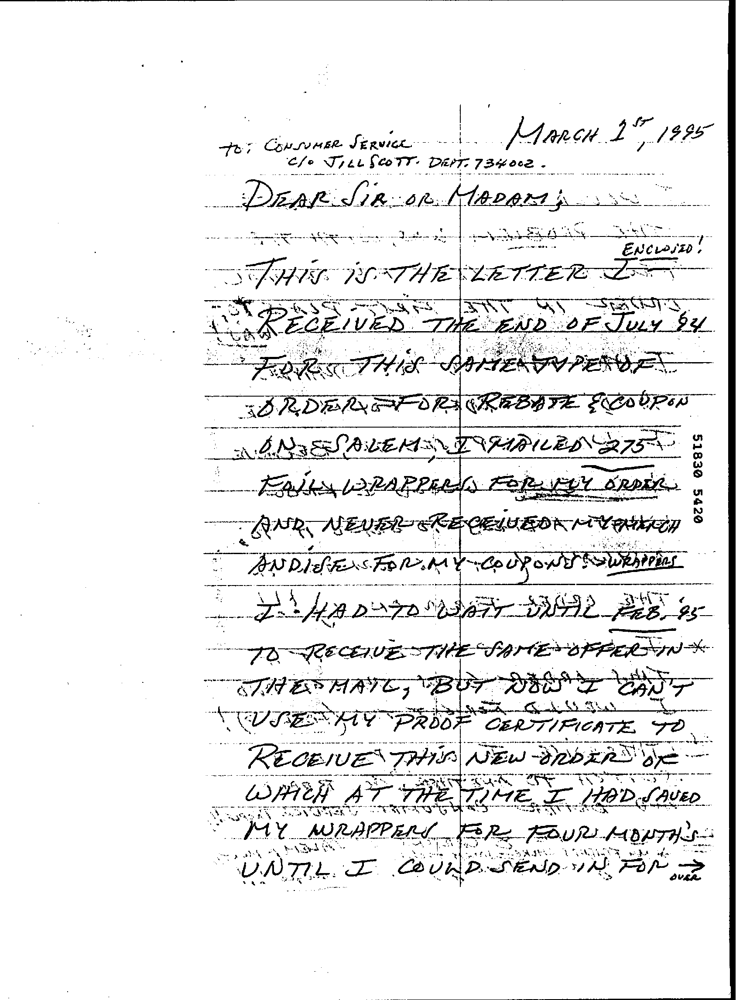 MARCH 1ST, 1995
TO: CONSUMER SERVICE
C/O JILL SCOTT. DEPT. 734002.
DEAR SIR OR MADAM;
ENCLOSED!
THIS IS THE LETTER I
RECEIVED THE END OF JULY 94
FOR THIS SAME TYPE OF
ORDER FOR REBATE & COUPON
ON SALEM, I MAILED 275
FOIL WRAPPERS FOR MY ORDER
AND NEVER RECEIVED MY
FOR MY COUPONS & WRAPPERS
I HAD TO WAIT UNTIL FEB. 95
TO RECEIVE THE SAME OFFER IN *
THE MAIL, BUT NOW I CAN'T
USE MY PROOF CERTIFICATE TO
RECEIVE THIS NEW ORDER OF
WHICH AT THE TIME I HAD SAVED
MY WRAPPERS FOR FOUR MONTH'S
UNTIL I COULD SEND IN FOR →
OVER
51830 5420